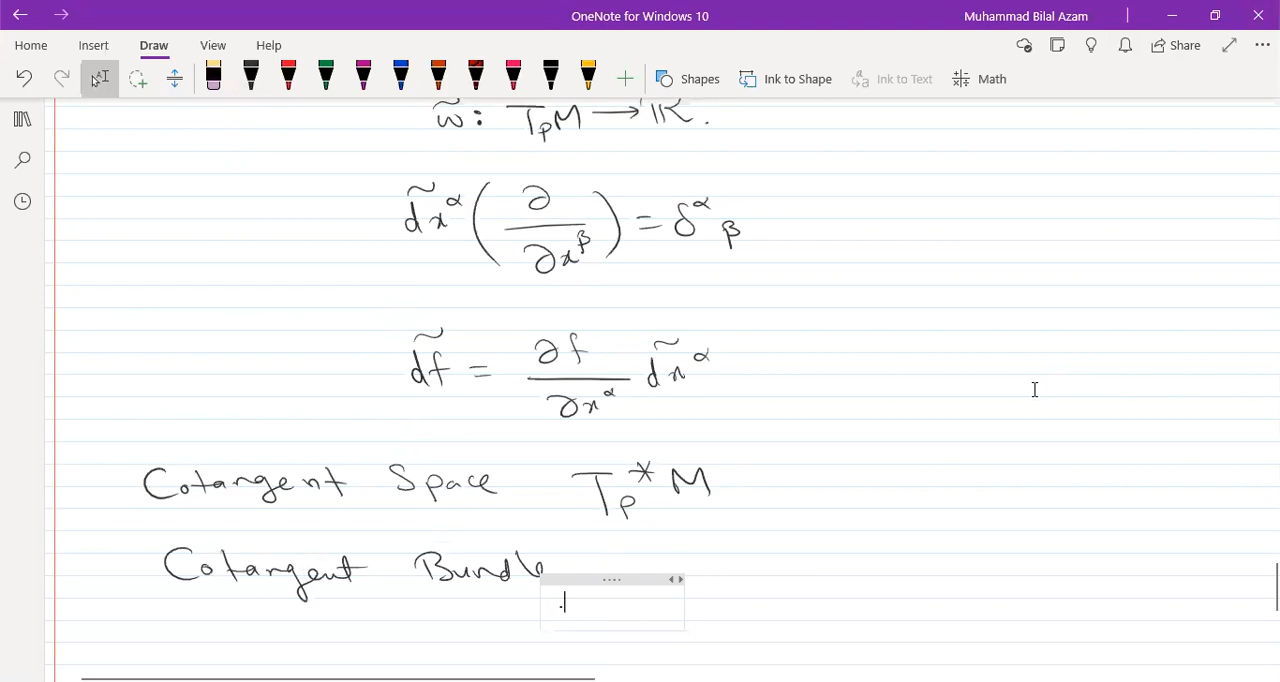 OneNote for Windows 10
Muhammad Bilal Azam
Home Insert Draw View Help
Share
Shapes Ink to Shape Ink to Text Math
w̃: TₚM → ℝ.
d̃x^α (∂/∂x^β) = δ^α_β
d̃f = ∂f/∂x^α d̃x^α
Cotangent Space Tₚ*M
Cotangent Bundle